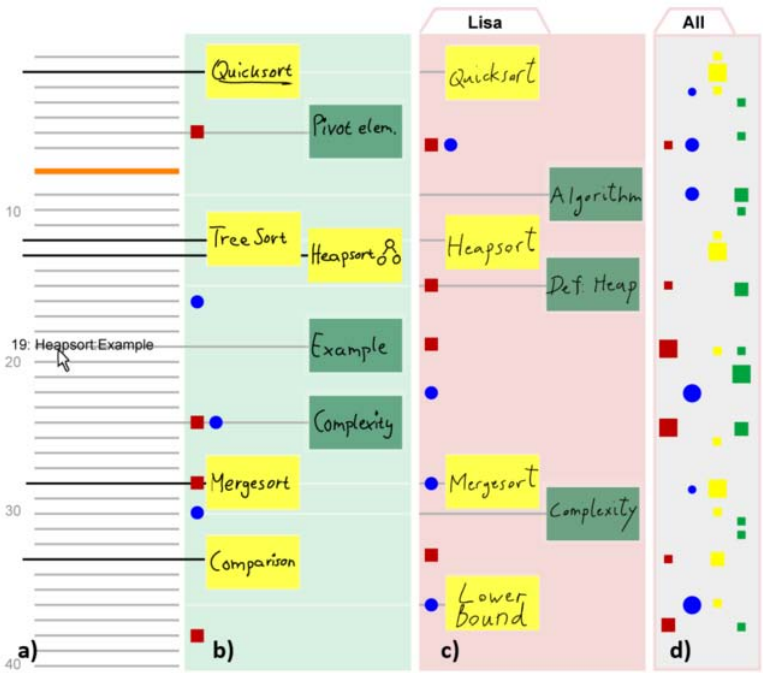 Lisa
All
Quicksort
Quicksort
Pivot elem.
Algorithm
10
Tree Sort
Heapsort
Heapsort
Def: Heap
19: Heapsort:Example
Example
20
Complexity
Mergesort
Mergesort
30
Complexity
Comparison
Lower
Bound
40
a)
b)
c)
d)